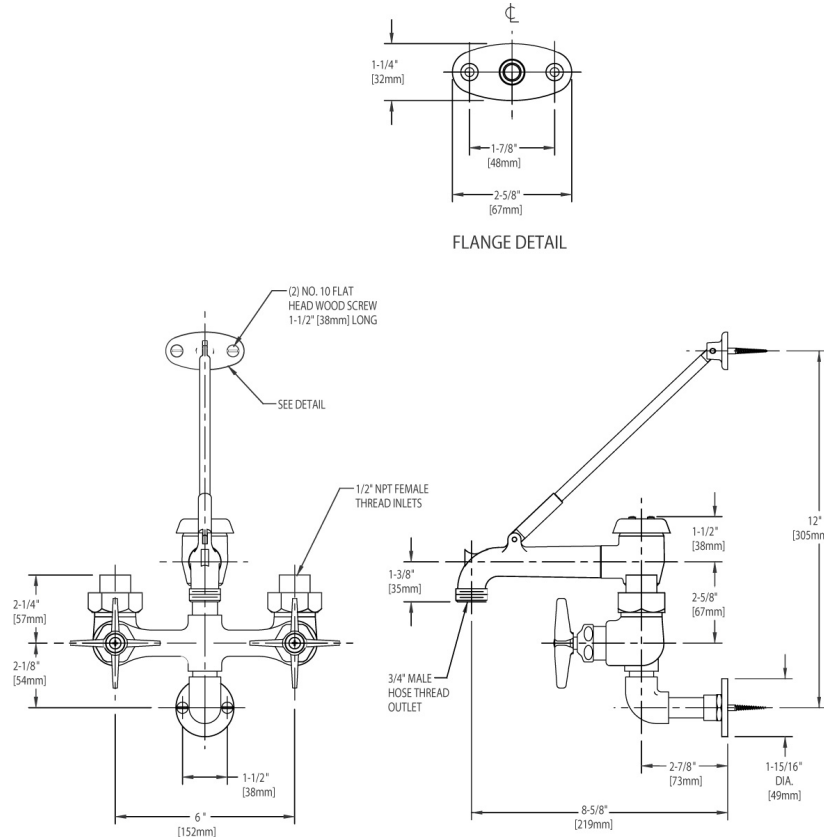 ℄
1-1/4"
[32mm]
1-7/8"
[48mm]
2-5/8"
[67mm]
FLANGE DETAIL
(2) NO. 10 FLAT
HEAD WOOD SCREW
1-1/2" [38mm] LONG
SEE DETAIL
1/2" NPT FEMALE
THREAD INLETS
2-1/4"
[57mm]
2-1/8"
[54mm]
1-1/2"
[38mm]
6"
[152mm]
12"
[305mm
1-1/2"
[38mm]
1-3/8"
[35mm]
2-5/8"
[67mm]
3/4" MALE
HOSE THREAD
OUTLET
2-7/8"
[73mm]
1-15/16"
DIA.
[49mm]
8-5/8"
[219mm]